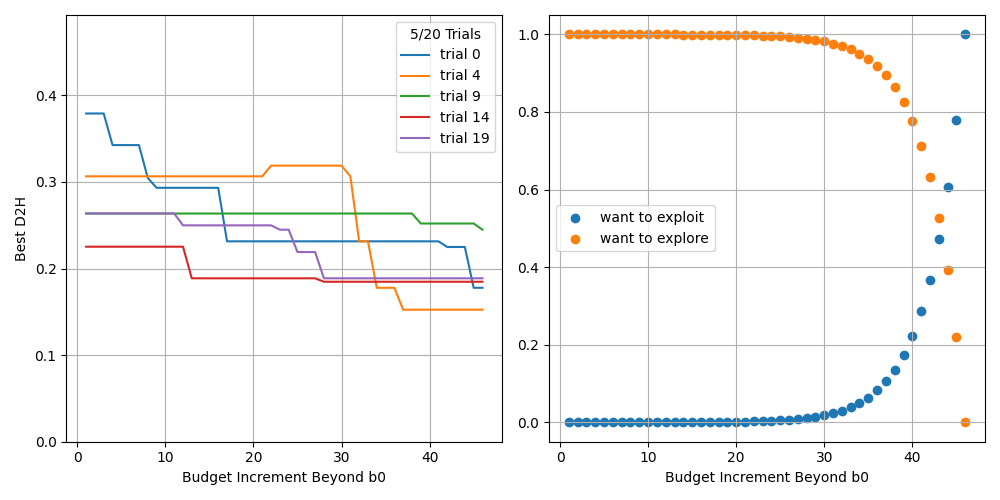 5/20 Trials
trial 0
trial 4
trial 9
trial 14
trial 19
Best D2H
0.4
0.3
0.2
0.1
0.0
0 10 20 30 40
Budget Increment Beyond b0
1.0
0.8
0.6
0.4
0.2
0.0
want to exploit
want to explore
0 10 20 30 40
Budget Increment Beyond b0